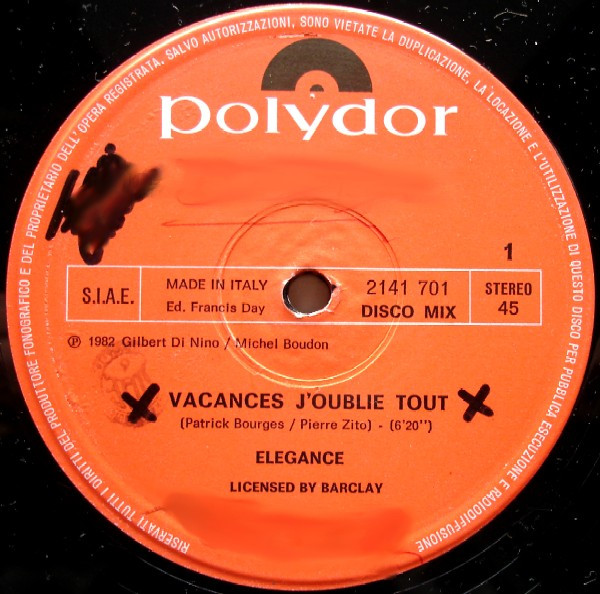 RISERVATI TUTTI I DIRITTI DEL PRODUTTORE FONOGRAFICO E DEL PROPRIETARIO DELL'OPERA REGISTRATA. SALVO AUTORIZZAZIONI, SONO VIETATE LA DUPLICAZIONE, LA LOCAZIONE E L'UTILIZZAZIONE DI QUESTO DISCO PER PUBBLICA ESECUZIONE E RADIODIFFUSIONE
polydor
1
S.I.A.E.
MADE IN ITALY
Ed. Francis Day
2141 701
DISCO MIX
STEREO
45
℗ 1982 Gilbert Di Nino / Michel Boudon
VACANCES J'OUBLIE TOUT
(Patrick Bourges / Pierre Zito) - (6'20'')
ELEGANCE
LICENSED BY BARCLAY